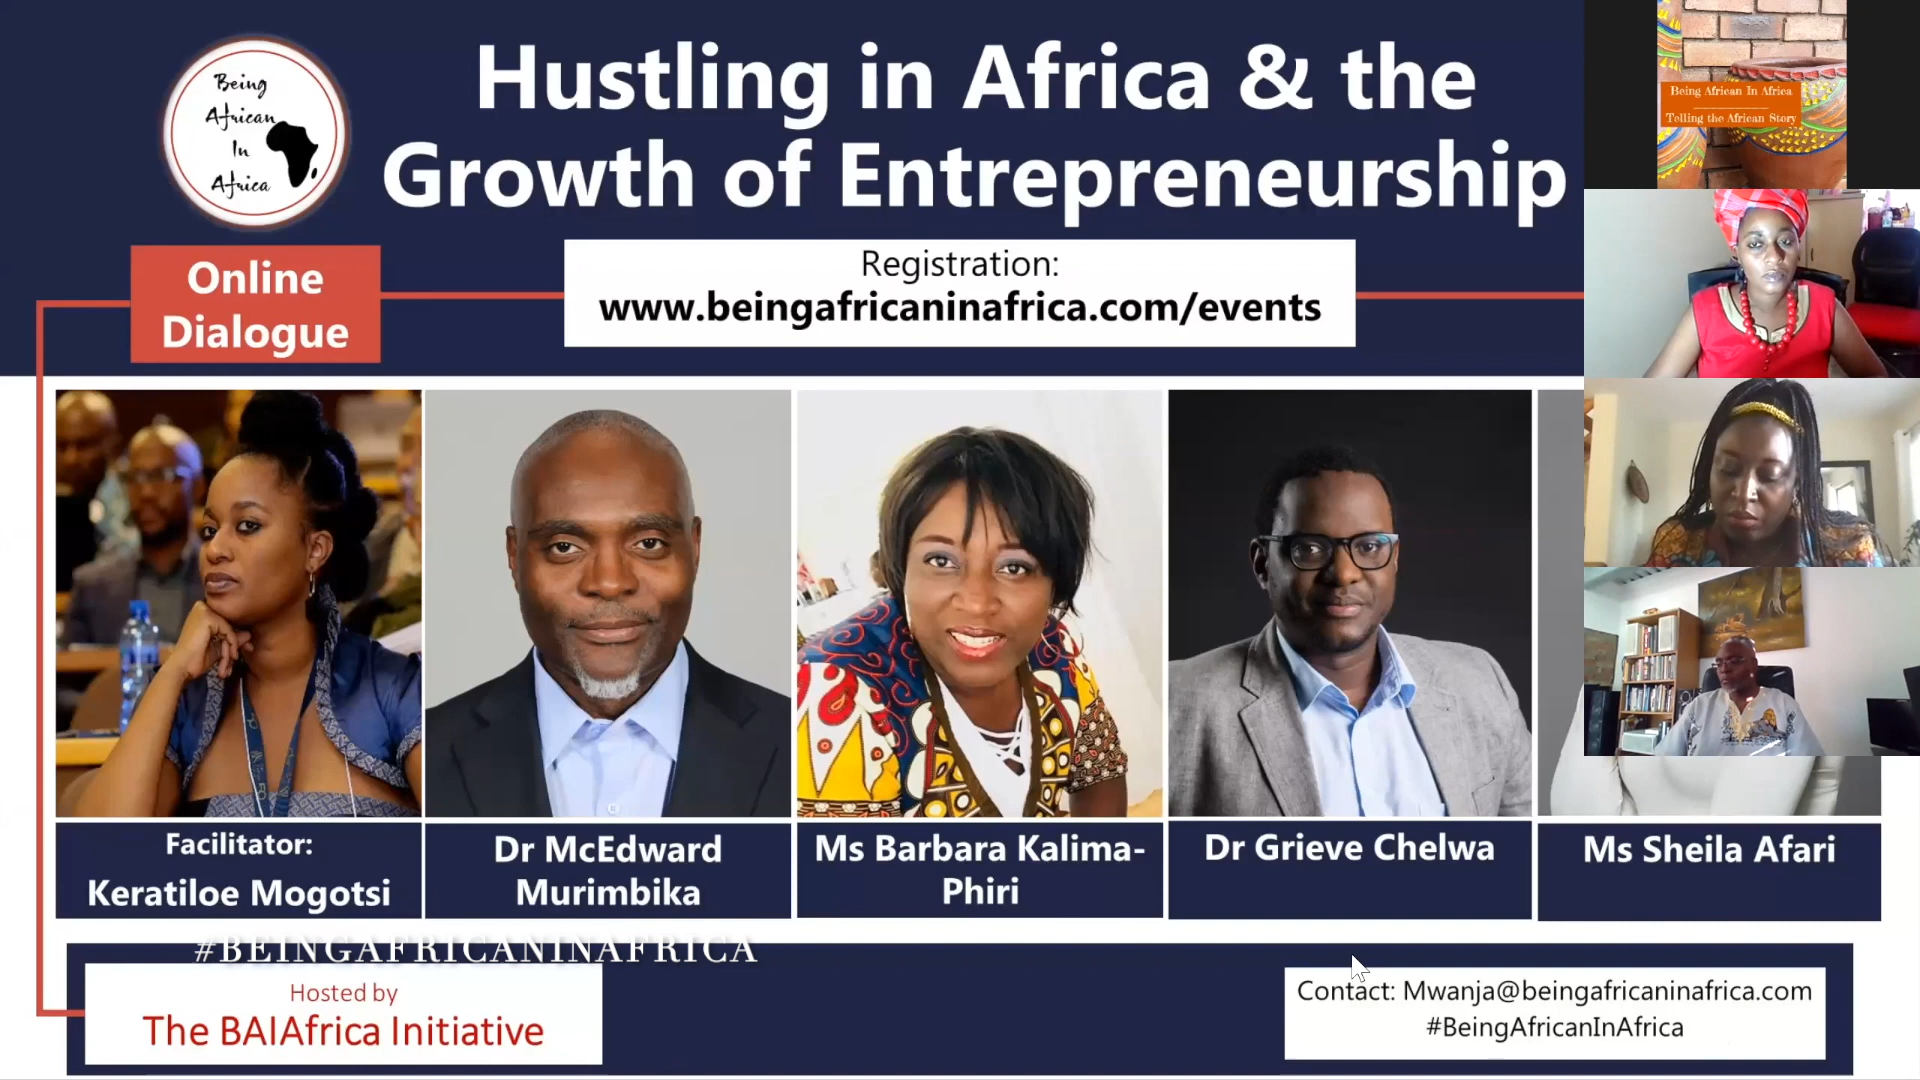 Being
African
In
Africa
Hustling in Africa & the
Growth of Entrepreneurship
Being African In Africa
Telling the African Story
Online
Dialogue
Registration:
www.beingafricaninafrica.com/events
Facilitator:
Keratiloe Mogotsi
Dr McEdward
Murimbika
Ms Barbara Kalima-
Phiri
Dr Grieve Chelwa
Ms Sheila Afari
#BEINGAFRICANINAFRICA
Hosted by
The BAIAfrica Initiative
Contact: Mwanja@beingafricaninafrica.com
#BeingAfricanInAfrica